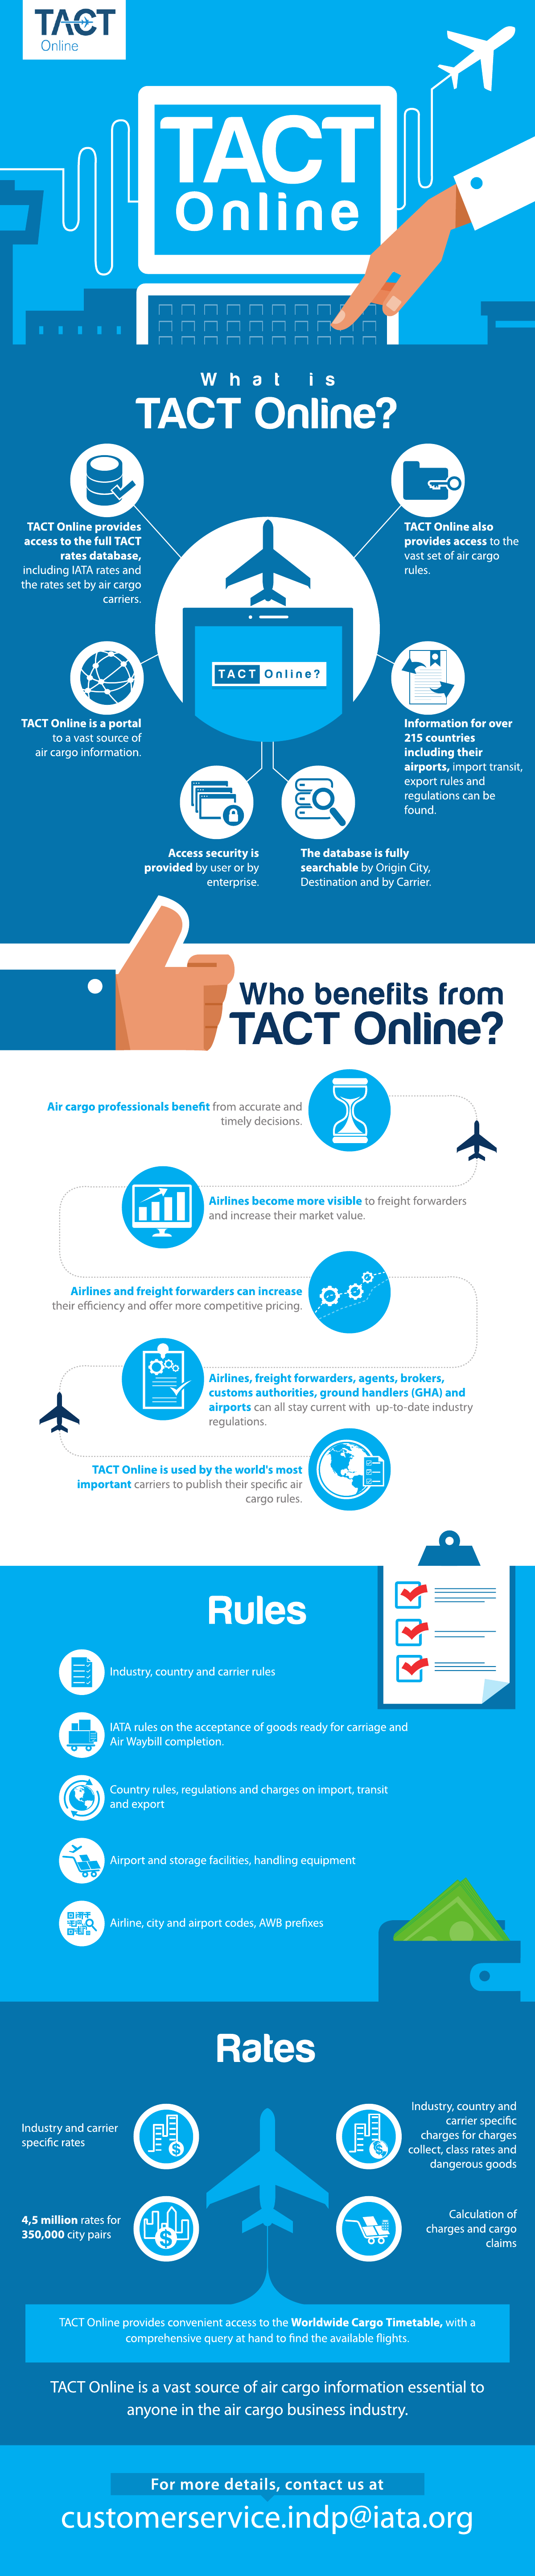 TACT
Online
TACT
Online
What is
TACT Online?
TACT Online provides
access to the full TACT
rates database,
including IATA rates and
the rates set by air cargo
carriers.
TACT Online also
provides access to the
vast set of air cargo
rules.
TACT Online?
TACT Online is a portal
to a vast source of
air cargo information.
Information for over
215 countries
including their
airports, import transit,
export rules and
regulations can be
found.
Access security is
provided by user or by
enterprise.
The database is fully
searchable by Origin City,
Destination and by Carrier.
Who benefits from
TACT Online?
Air cargo professionals benefit from accurate and
timely decisions.
Airlines become more visible to freight forwarders
and increase their market value.
Airlines and freight forwarders can increase
their efficiency and offer more competitive pricing.
Airlines, freight forwarders, agents, brokers,
customs authorities, ground handlers (GHA) and
airports can all stay current with up-to-date industry
regulations.
TACT Online is used by the world's most
important carriers to publish their specific air
cargo rules.
Rules
Industry, country and carrier rules
IATA rules on the acceptance of goods ready for carriage and
Air Waybill completion.
Country rules, regulations and charges on import, transit
and export
Airport and storage facilities, handling equipment
Airline, city and airport codes, AWB prefixes
Rates
Industry and carrier
specific rates
Industry, country and
carrier specific
charges for charges
collect, class rates and
dangerous goods
4,5 million rates for
350,000 city pairs
Calculation of
charges and cargo
claims
TACT Online provides convenient access to the Worldwide Cargo Timetable, with a
comprehensive query at hand to find the available flights.
TACT Online is a vast source of air cargo information essential to
anyone in the air cargo business industry.
For more details, contact us at
customerservice.indp@iata.org